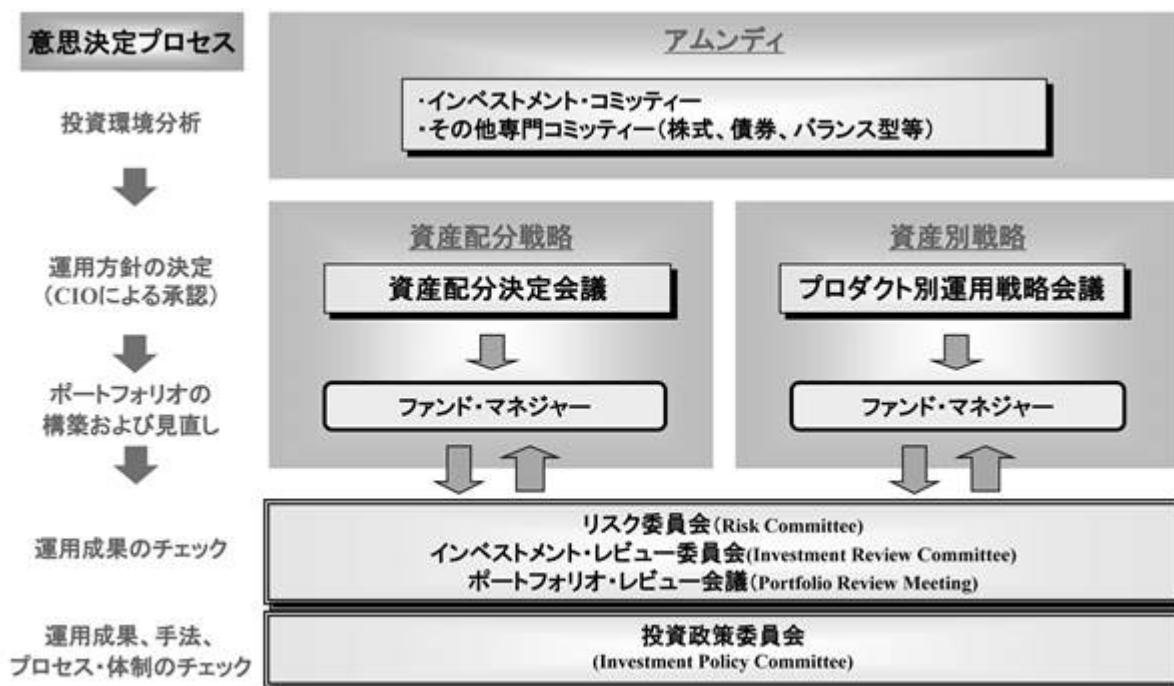 意思決定プロセス
アムンディ
投資環境分析
・インベストメント・コミッティー
・その他専門コミッティー（株式、債券、バランス型等）
資産配分戦略
資産別戦略
運用方針の決定
（CIOによる承認）
資産配分決定会議
プロダクト別運用戦略会議
ポートフォリオの
構築および見直し
ファンド・マネジャー
ファンド・マネジャー
運用成果のチェック
リスク委員会（Risk Committee）
インベストメント・レビュー委員会(Investment Review Committee)
ポートフォリオ・レビュー会議（Portfolio Review Meeting)
運用成果、手法、
プロセス・体制のチェック
投資政策委員会
(Investment Policy Committee)